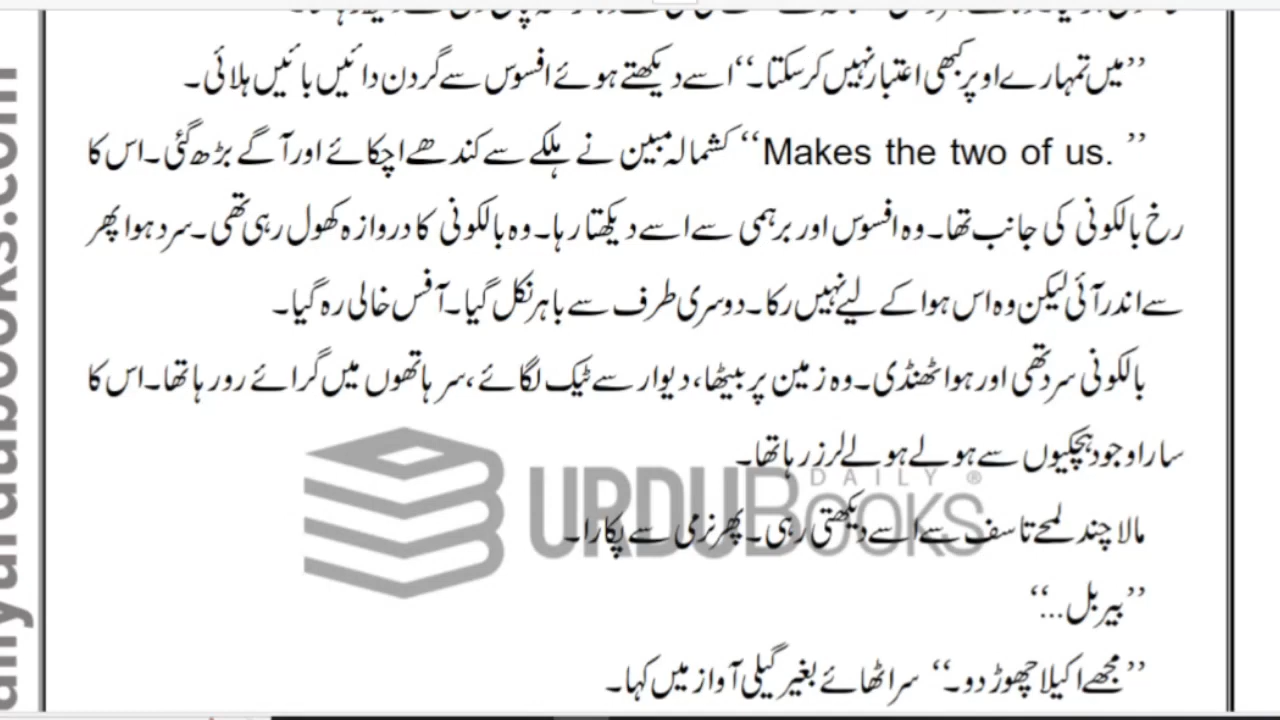 ’’میں تمہارے اوپر کبھی اعتبار نہیں کر سکتا۔‘‘ اسے دیکھتے ہوئے افسوس سے گردن دائیں بائیں ہلائی۔
’’Makes the two of us.‘‘ کشمالہ مبین نے ہلکے سے کندھے اچکائے اور آگے بڑھ گئی۔ اس کا
رخ بالکونی کی جانب تھا۔ وہ افسوس اور برہمی سے اسے دیکھتا رہا۔ وہ بالکونی کا دروازہ کھول رہی تھی۔ سرد ہوا پھر
سے اندر آئی لیکن وہ اس ہوا کے لیے نہیں رکا۔ دوسری طرف سے باہر نکل گیا۔ آفس خالی رہ گیا۔
بالکونی سرد تھی اور ہوا ٹھنڈی۔ وہ زمین پر بیٹھا، دیوار سے ٹیک لگائے، سر ہاتھوں میں گرائے رو رہا تھا۔ اس کا
سارا وجود ہچکیوں سے ہولے ہولے لرز رہا تھا۔
DAILY ®
URDUBOOKS
مالا چند لمحے تاسف سے اسے دیکھتی رہی۔ پھر نرمی سے پکارا۔
’’بیربل...‘‘
’’مجھے اکیلا چھوڑ دو۔‘‘ سر اٹھائے بغیر گیلی آواز میں کہا۔
ailyurdubooks.com